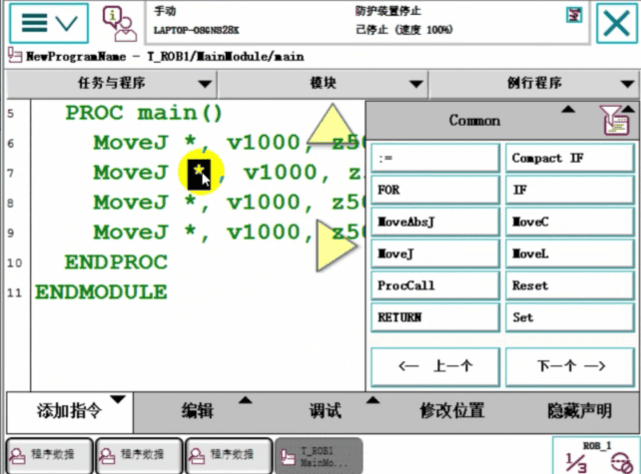 手动
防护装置停止
LAPTOP-OSGNS28X
已停止 (速度 100%)
NewProgramName - T_ROB1/MainModule/main
任务与程序
模块
例行程序
5 PROC main()
6 MoveJ *, v1000, z50
7 MoveJ *, v1000, z
8 MoveJ *, v1000, z50
9 MoveJ *, v1000, z50
10 ENDPROC
11 ENDMODULE
Common
:= Compact IF
FOR IF
MoveAbsJ MoveC
MoveJ MoveL
ProcCall Reset
RETURN Set
<— 上一个 下一个 —>
添加指令 编辑 调试 修改位置 隐藏声明
程序数据 程序数据 程序数据
T_ROB1
MainMo...
ROB_1
1/3